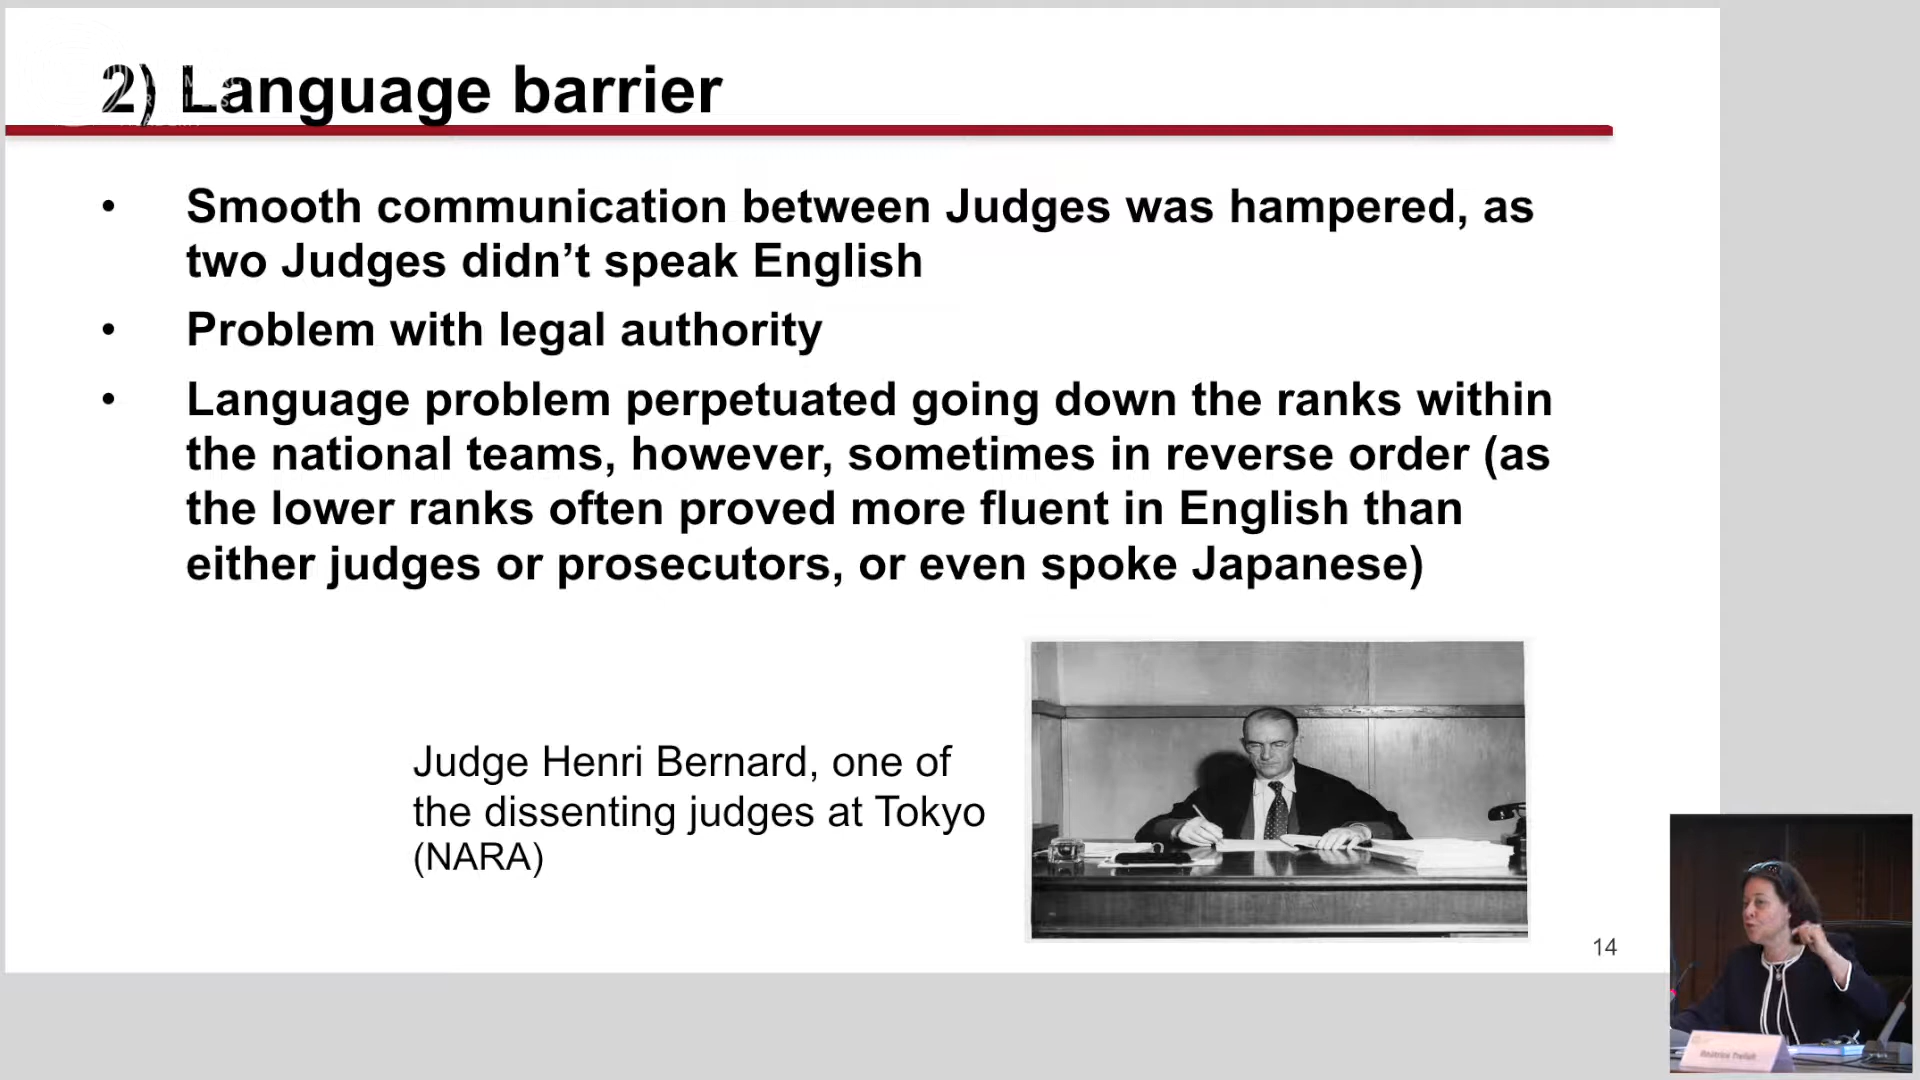 2) Language barrier
• Smooth communication between Judges was hampered, as
two Judges didn’t speak English
• Problem with legal authority
• Language problem perpetuated going down the ranks within
the national teams, however, sometimes in reverse order (as
the lower ranks often proved more fluent in English than
either judges or prosecutors, or even spoke Japanese)
Judge Henri Bernard, one of
the dissenting judges at Tokyo
(NARA)
14